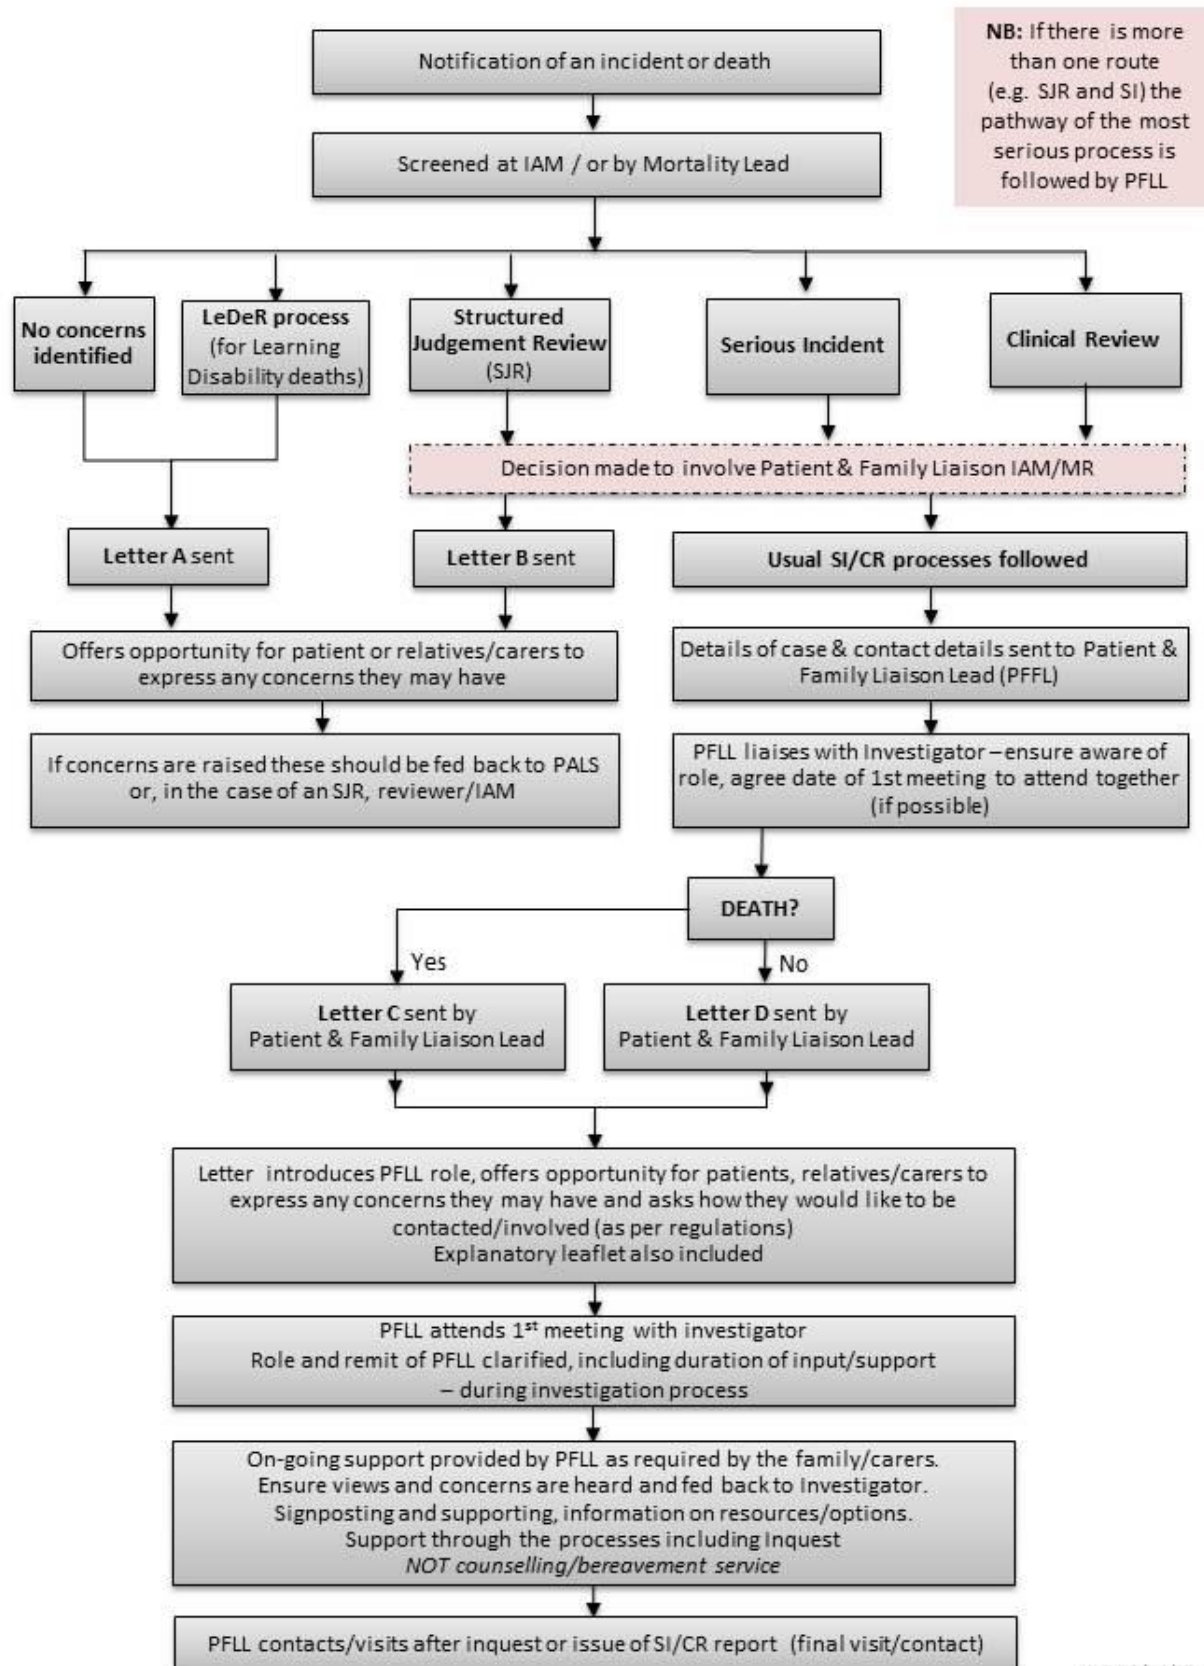 NB: If there is more
than one route
(e.g. SJR and SI) the
pathway of the most
serious process is
followed by PFLL
Notification of an incident or death
Screened at IAM / or by Mortality Lead
No concerns
identified
LeDeR process
(for Learning
Disability deaths)
Structured
Judgement Review
(SJR)
Serious Incident
Clinical Review
Decision made to involve Patient & Family Liaison IAM/MR
Letter A sent
Letter B sent
Usual SI/CR processes followed
Offers opportunity for patient or relatives/carers to
express any concerns they may have
Details of case & contact details sent to Patient &
Family Liaison Lead (PFFL)
If concerns are raised these should be fed back to PALS
or, in the case of an SJR, reviewer/IAM
PFLL liaises with Investigator – ensure aware of
role, agree date of 1st meeting to attend together
(if possible)
DEATH?
Yes
No
Letter C sent by
Patient & Family Liaison Lead
Letter D sent by
Patient & Family Liaison Lead
Letter introduces PFLL role, offers opportunity for patients, relatives/carers to
express any concerns they may have and asks how they would like to be
contacted/involved (as per regulations)
Explanatory leaflet also included
PFLL attends 1st meeting with investigator
Role and remit of PFLL clarified, including duration of input/support
– during investigation process
On-going support provided by PFLL as required by the family/carers.
Ensure views and concerns are heard and fed back to Investigator.
Signposting and supporting, information on resources/options.
Support through the processes including Inquest
NOT counselling/bereavement service
PFLL contacts/visits after inquest or issue of SI/CR report (final visit/contact)